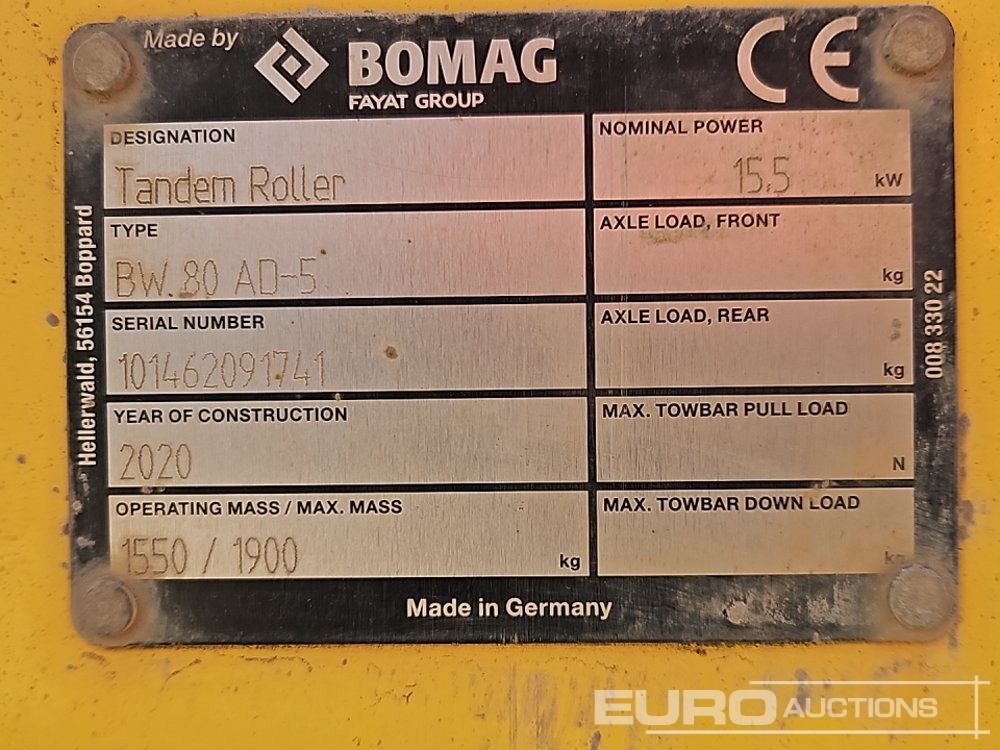 Made by
BOMAG
FAYAT GROUP
CE
DESIGNATION
Tandem Roller
NOMINAL POWER
15.5 kW
TYPE
BW 80 AD-5
AXLE LOAD, FRONT
kg
SERIAL NUMBER
101462091741
AXLE LOAD, REAR
kg
YEAR OF CONSTRUCTION
2020
MAX. TOWBAR PULL LOAD
N
OPERATING MASS / MAX. MASS
1550 / 1900 kg
MAX. TOWBAR DOWN LOAD
kg
Made in Germany
Hellerwald, 56154 Boppard
008 330 22
EURO AUCTIONS